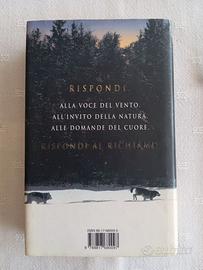 RISPONDI
ALLA VOCE DEL VENTO.
ALL'INVITO DELLA NATURA.
ALLE DOMANDE DEL CUORE.
RISPONDI AL RICHIAMO